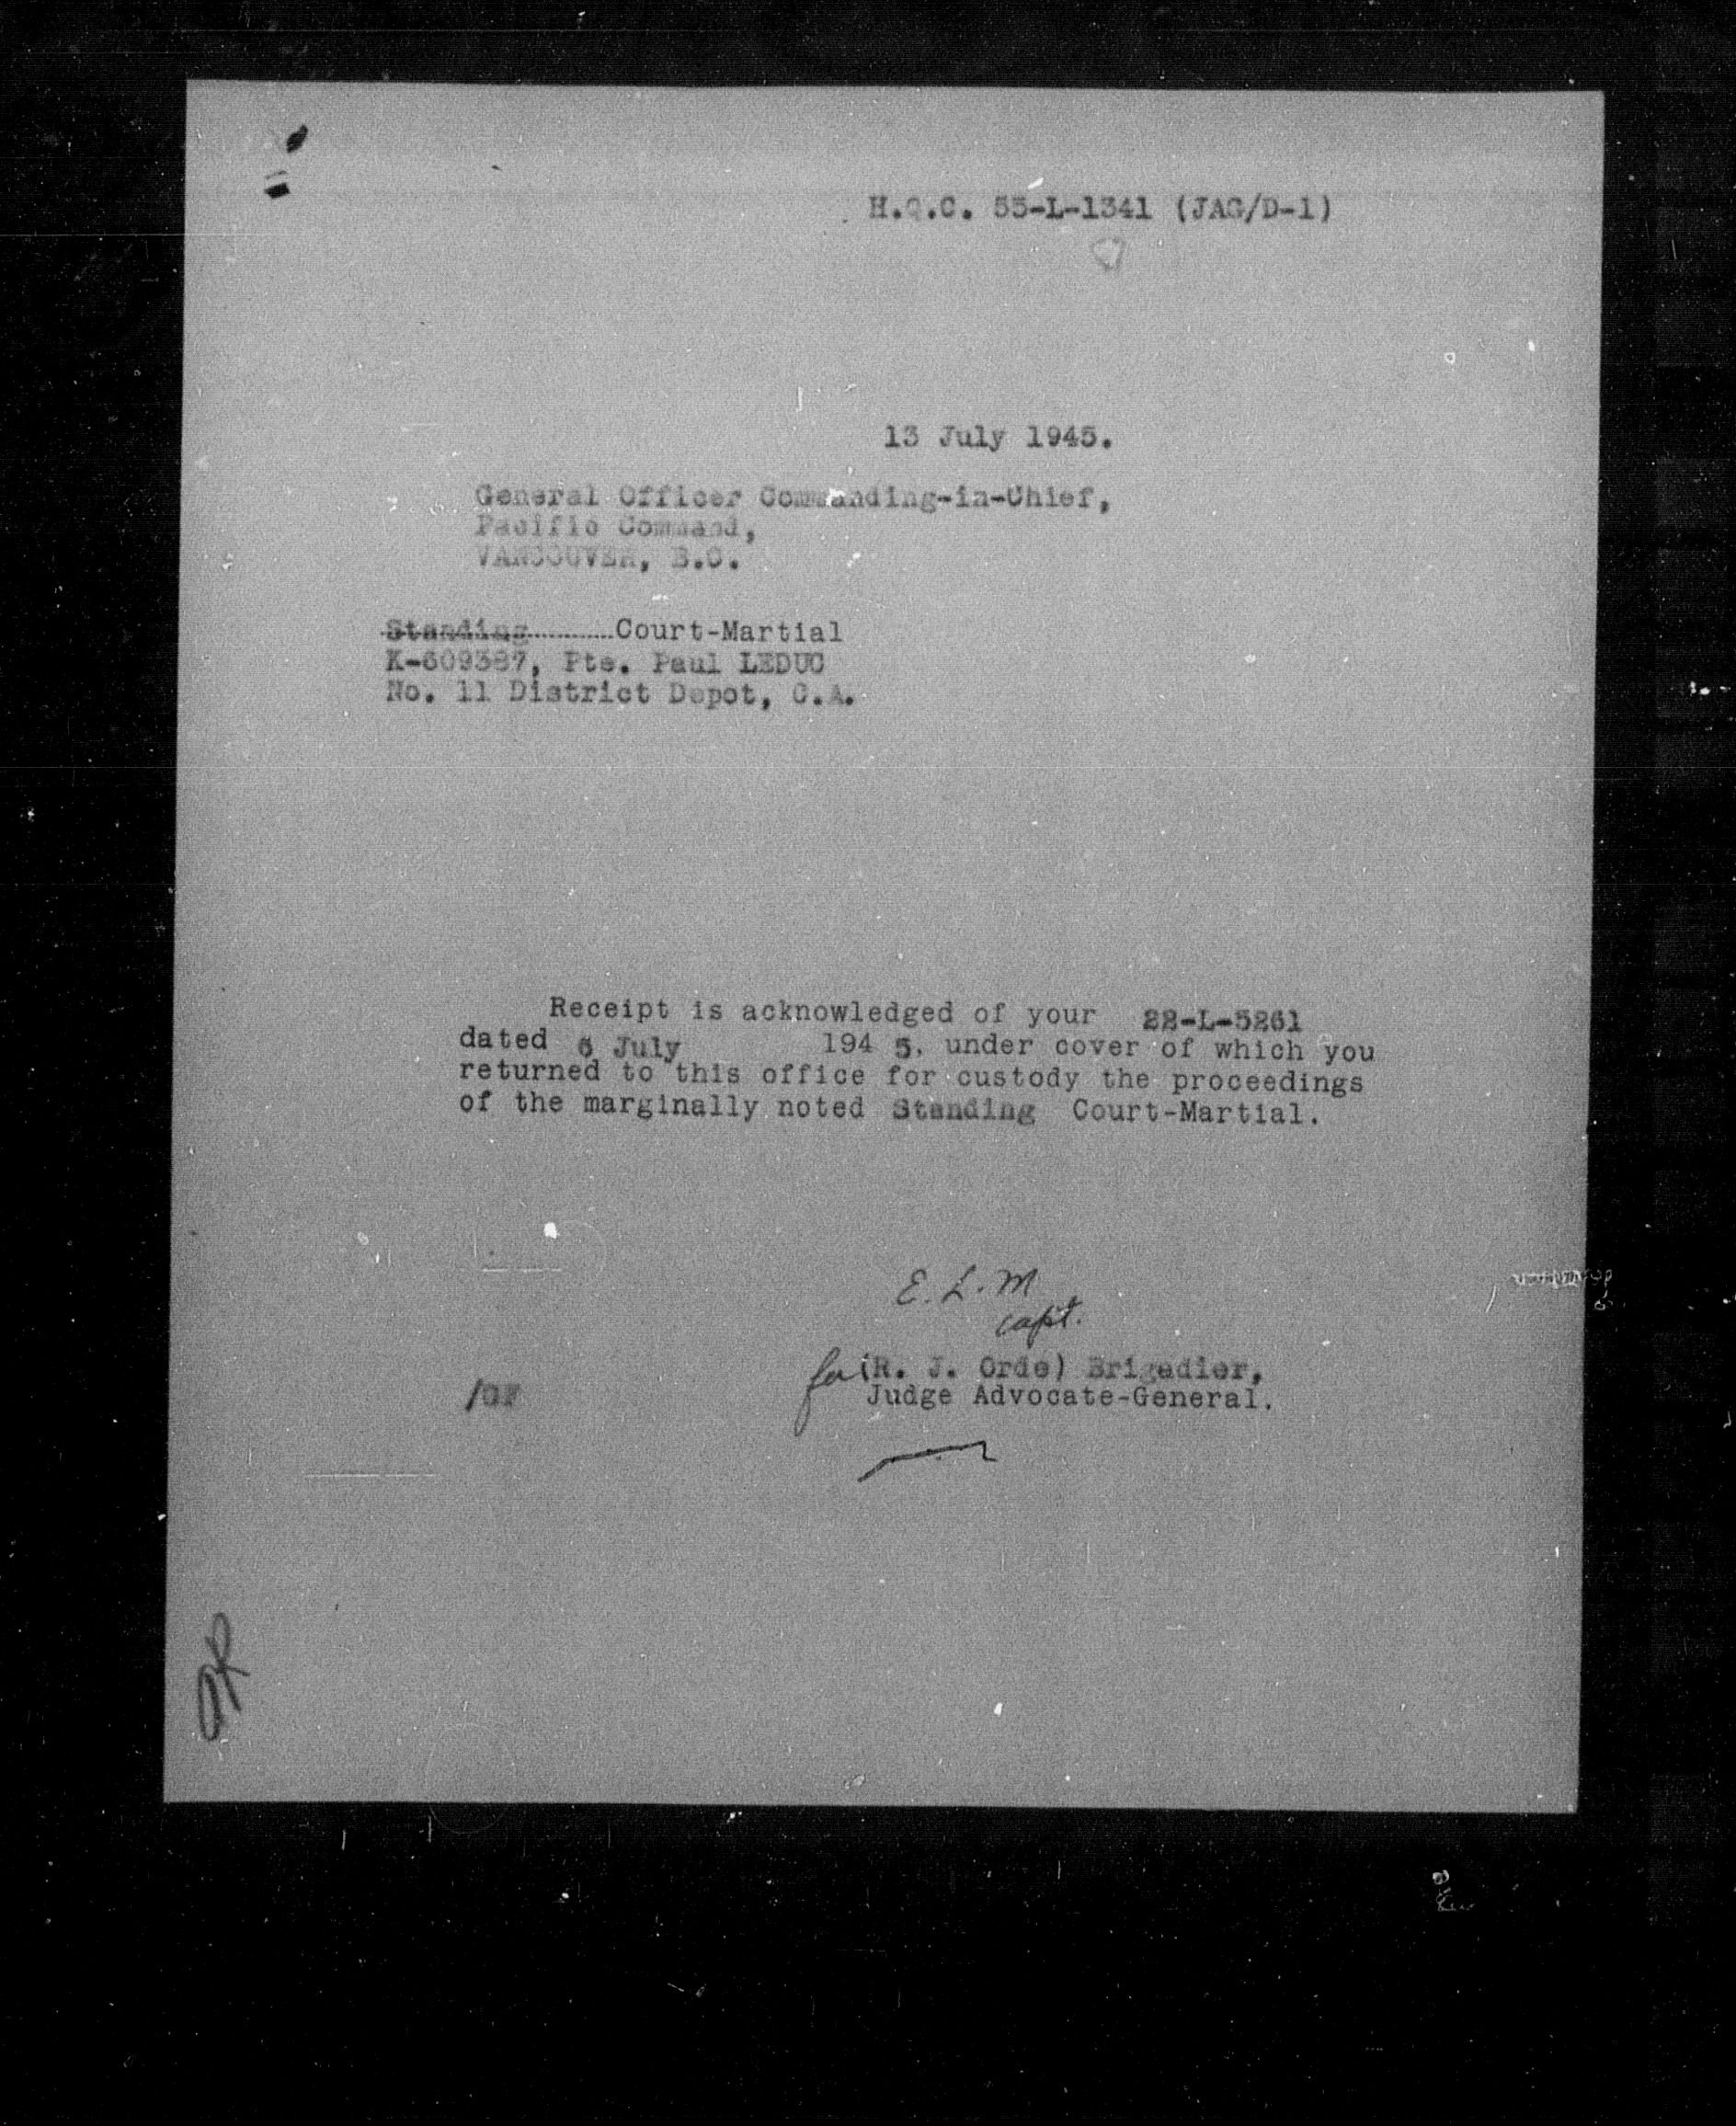 H.Q.C. 55-L-1341 (JAG/D-1)
13 July 1945.
General Officer Commanding-in-Chief,
Pacific Command,
VANCOUVER, B.C.
Standing............Court-Martial
K-609387, Pte. Paul LEDUC
No. 11 District Depot, C.A.
Receipt is acknowledged of your 22-L-5261
dated 6 July 194 5, under cover of which you
returned to this office for custody the proceedings
of the marginally noted Standing Court-Martial.
E. L. M
capt.
for (R. J. Orde) Brigadier,
Judge Advocate-General.